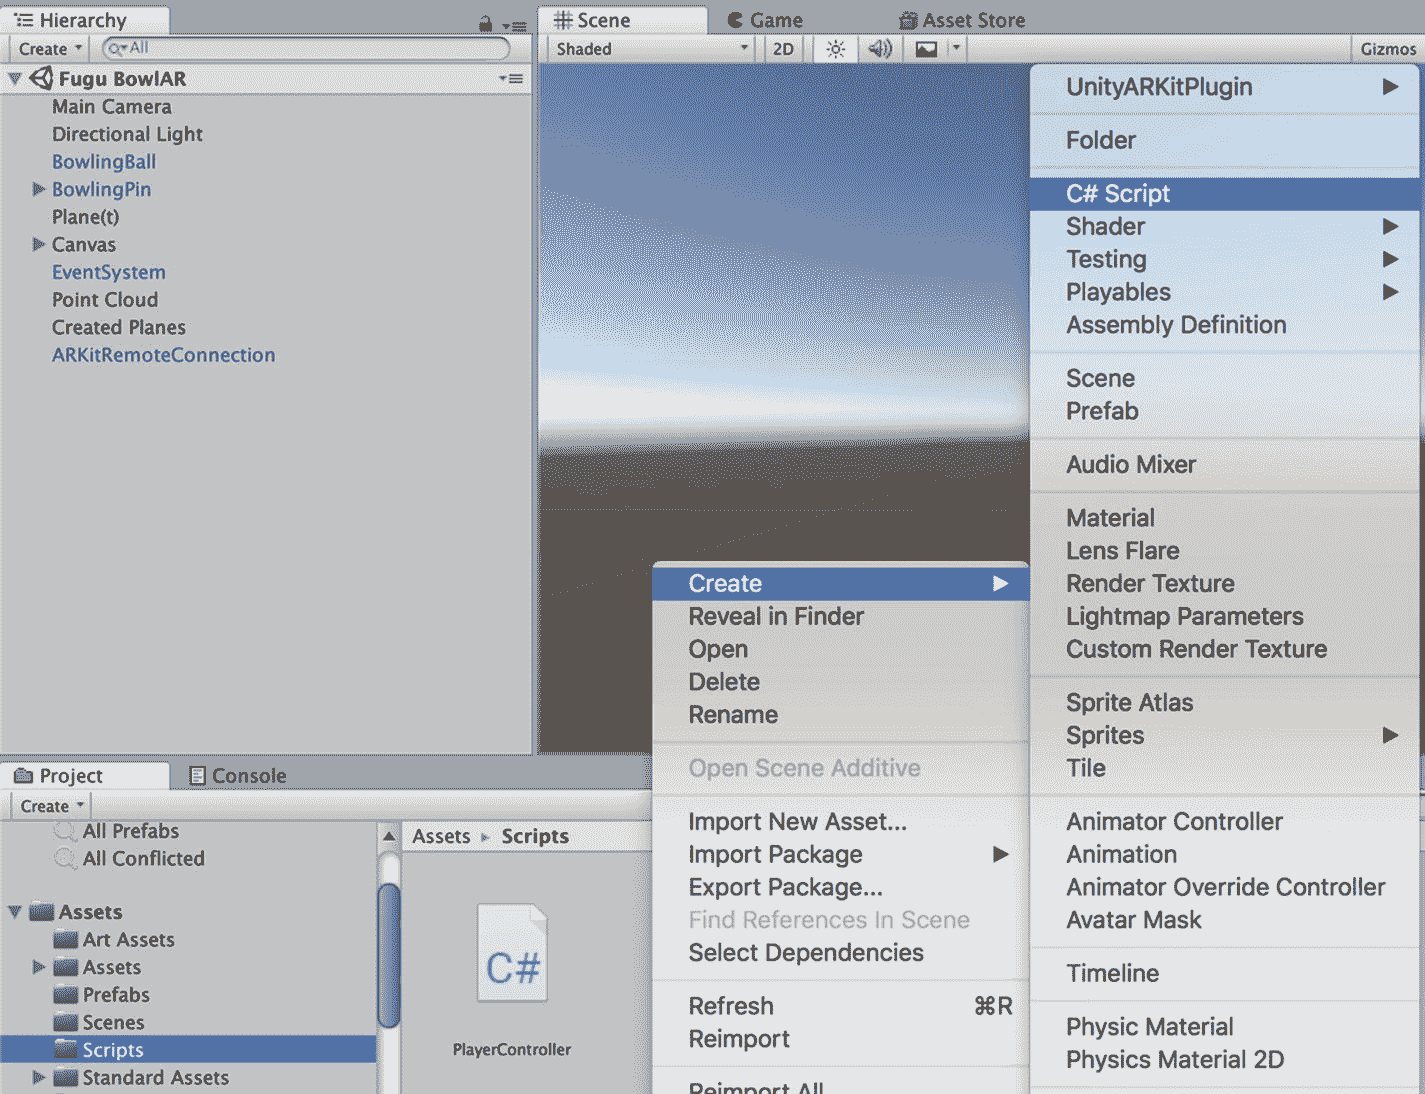 Hierarchy
Create
All
Fugu BowlAR
Main Camera
Directional Light
BowlingBall
BowlingPin
Plane(t)
Canvas
EventSystem
Point Cloud
Created Planes
ARKitRemoteConnection
Scene
Game
Asset Store
Shaded
2D
Gizmos
UnityARKitPlugin
Folder
C# Script
Shader
Testing
Playables
Assembly Definition
Scene
Prefab
Audio Mixer
Material
Lens Flare
Render Texture
Lightmap Parameters
Custom Render Texture
Sprite Atlas
Sprites
Tile
Animator Controller
Animation
Animator Override Controller
Avatar Mask
Timeline
Physic Material
Physics Material 2D
Create
Reveal in Finder
Open
Delete
Rename
Open Scene Additive
Import New Asset...
Import Package
Export Package...
Find References In Scene
Select Dependencies
Refresh ⌘R
Reimport
Reimport All
Project
Console
Create
All Prefabs
All Conflicted
Assets
Art Assets
Assets
Prefabs
Scenes
Scripts
Standard Assets
Assets
Scripts
C#
PlayerController